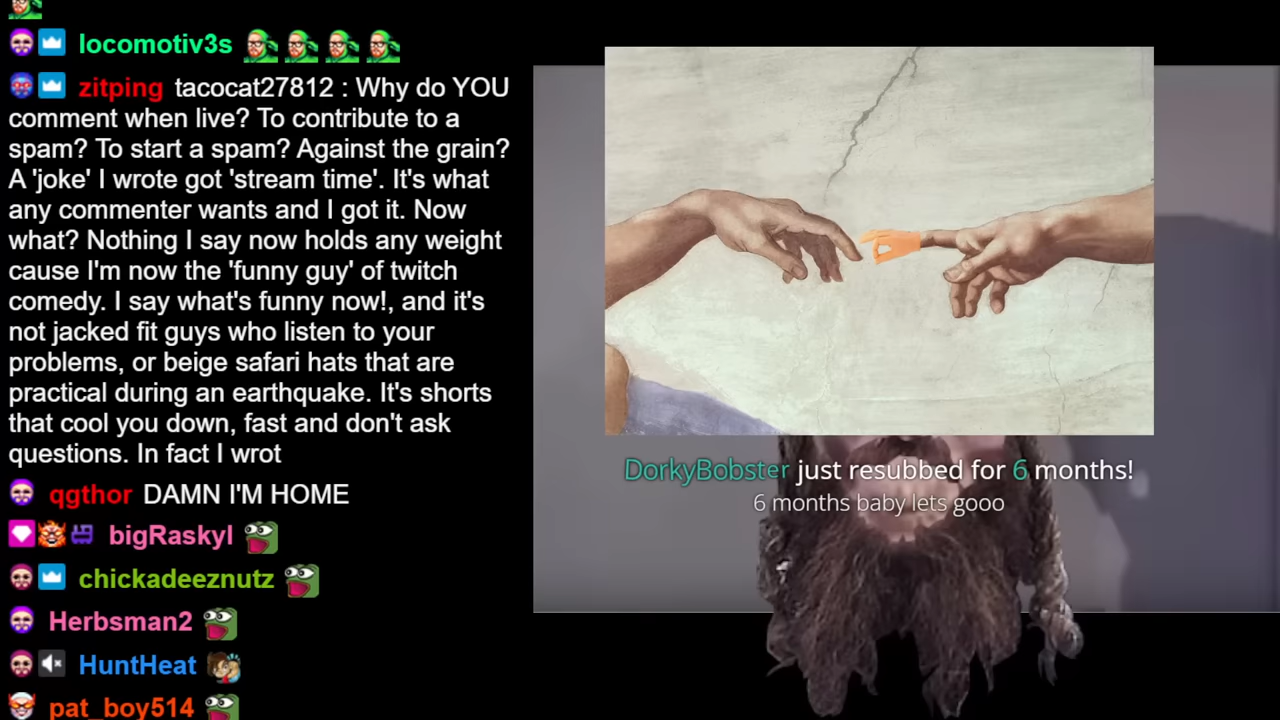 locomotiv3s
zitping tacocat27812 : Why do YOU
comment when live? To contribute to a
spam? To start a spam? Against the grain?
A 'joke' I wrote got 'stream time'. It's what
any commenter wants and I got it. Now
what? Nothing I say now holds any weight
cause I'm now the 'funny guy' of twitch
comedy. I say what's funny now!, and it's
not jacked fit guys who listen to your
problems, or beige safari hats that are
practical during an earthquake. It's shorts
that cool you down, fast and don't ask
questions. In fact I wrot
qgthor DAMN I'M HOME
bigRaskyl
chickadeeznutz
Herbsman2
HuntHeat
pat_boy514
DorkyBobster just resubbed for 6 months!
6 months baby lets gooo